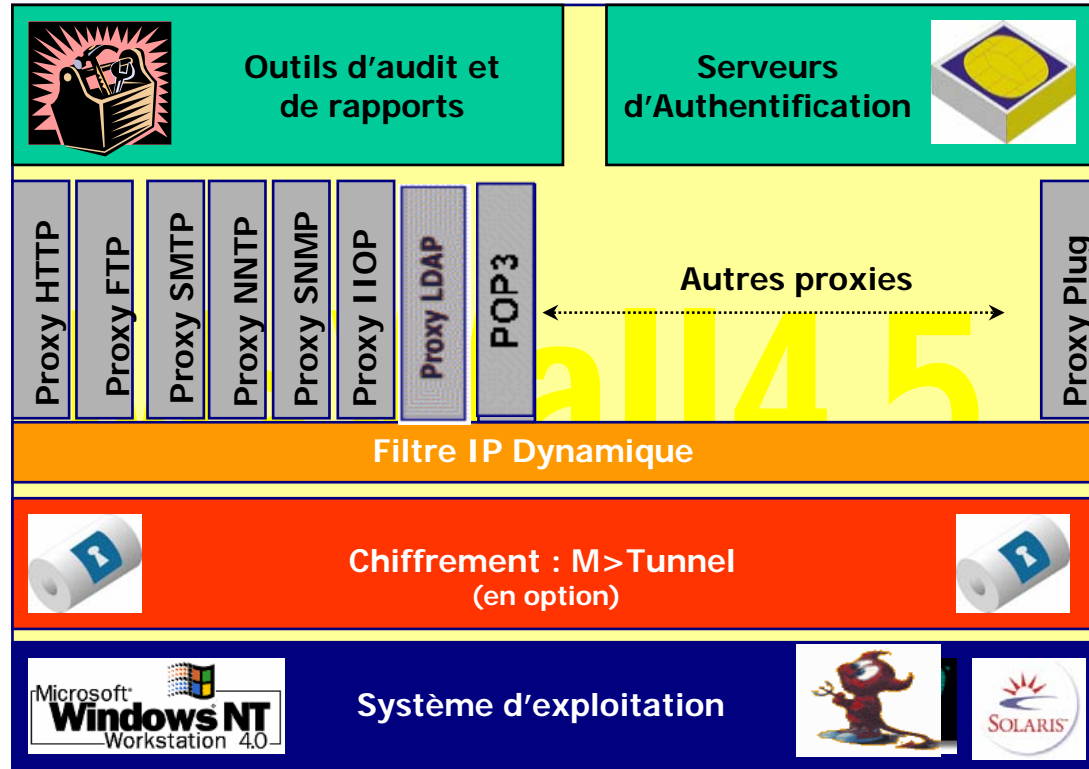 Outils d'audit et
de rapports
Serveurs
d'Authentification
Proxy HTTP
Proxy FTP
Proxy SMTP
Proxy NNTP
Proxy SNMP
Proxy IIOP
Proxy LDAP
POP3
Autres proxies
Proxy Plug
all4.5
Filtre IP Dynamique
Chiffrement : M>Tunnel
(en option)
Microsoft
Windows NT
Workstation 4.0
Système d'exploitation
SOLARIS